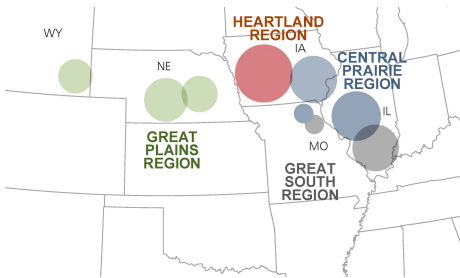 HEARTLAND
REGION
WY
IA
NE
CENTRAL
PRAIRIE
REGION
IL
GREAT
PLAINS
REGION
MO
GREAT
SOUTH
REGION